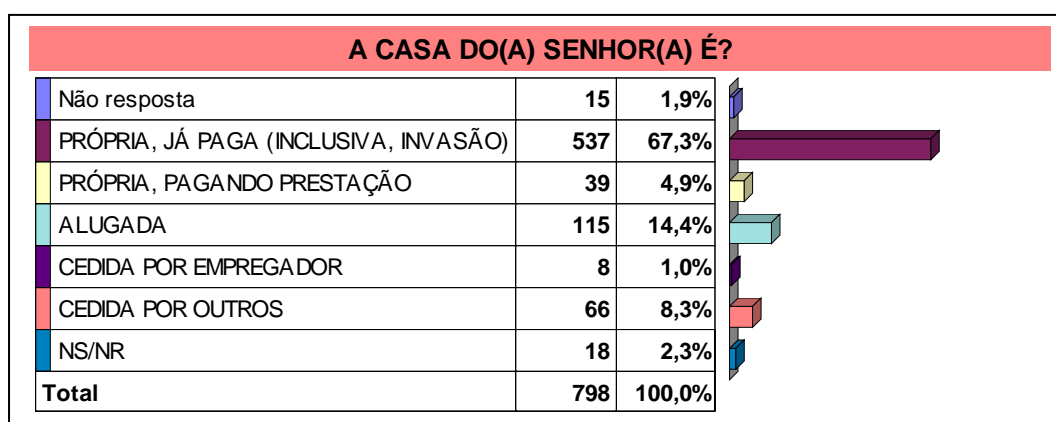 A CASA DO(A) SENHOR(A) É?
Não resposta 15 1,9%
PRÓPRIA, JÁ PAGA (INCLUSIVA, INVASÃO) 537 67,3%
PRÓPRIA, PAGANDO PRESTAÇÃO 39 4,9%
ALUGADA 115 14,4%
CEDIDA POR EMPREGADOR 8 1,0%
CEDIDA POR OUTROS 66 8,3%
NS/NR 18 2,3%
Total 798 100,0%